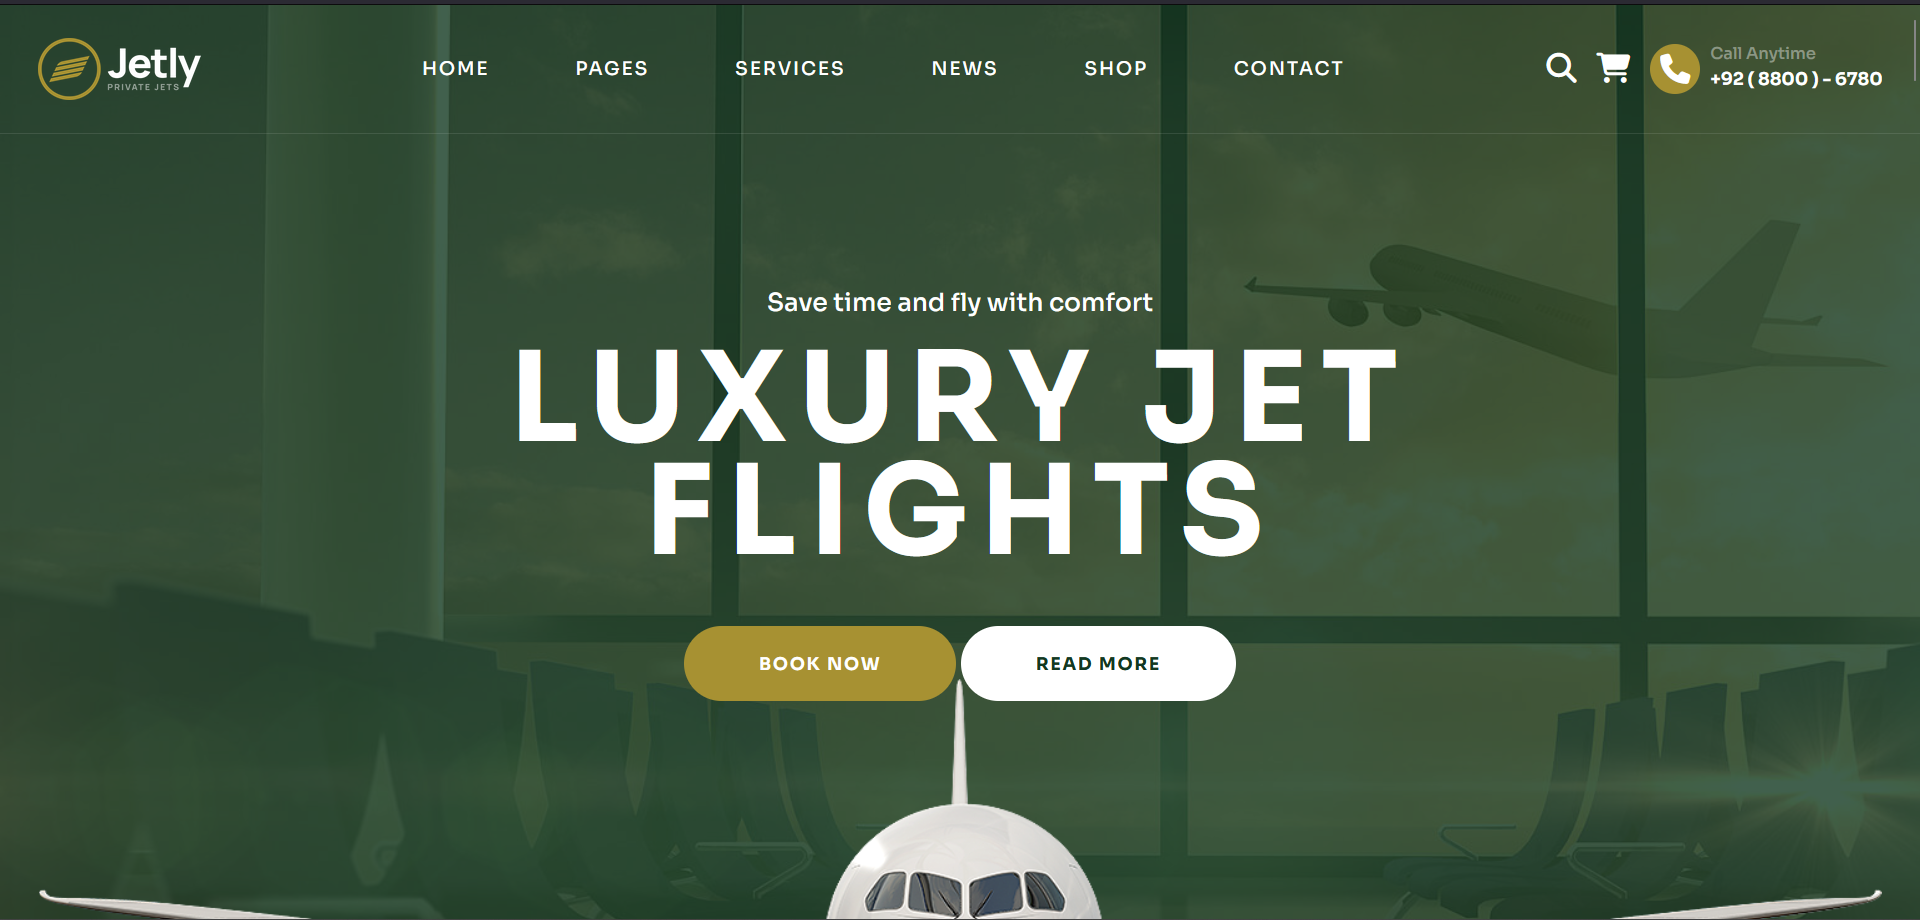 Jetly
PRIVATE JETS
HOME PAGES SERVICES NEWS SHOP CONTACT
Call Anytime
+92 ( 8800 ) - 6780
Save time and fly with comfort
LUXURY JET
FLIGHTS
BOOK NOW READ MORE